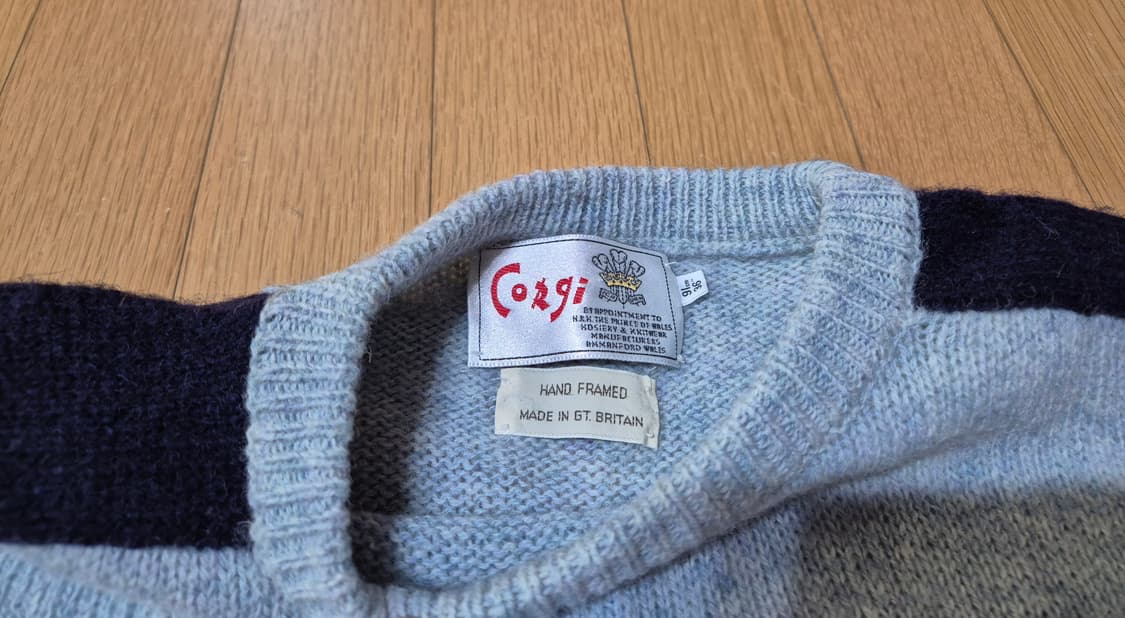 Corgi
BY APPOINTMENT TO
H.R.H. THE PRINCE OF WALES
HOSIERY & KNITWEAR
MANUFACTURERS
AMMANFORD WALES
HAND FRAMED
MADE IN GT. BRITAIN